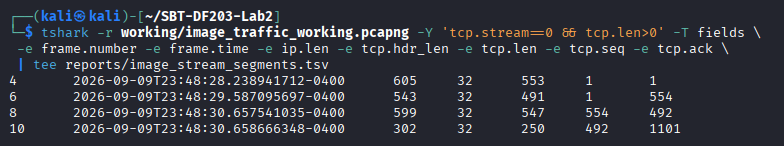 ┌──(kali㉿kali)-[~/SBT-DF203-Lab2]
└─$ tshark -r working/image_traffic_working.pcapng -Y 'tcp.stream==0 && tcp.len>0' -T fields \
-e frame.number -e frame.time -e ip.len -e tcp.hdr_len -e tcp.len -e tcp.seq -e tcp.ack \
| tee reports/image_stream_segments.tsv
4 2026-09-09T23:48:28.238941712-0400 605 32 553 1 1
6 2026-09-09T23:48:29.587095697-0400 543 32 491 1 554
8 2026-09-09T23:48:30.657541035-0400 599 32 547 554 492
10 2026-09-09T23:48:30.658666348-0400 302 32 250 492 1101